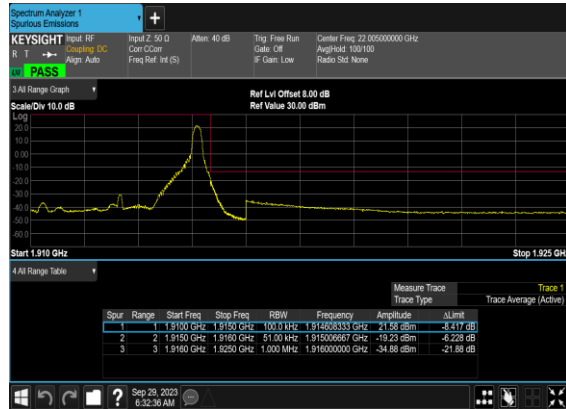 Spectrum Analyzer 1
Spurious Emissions
KEYSIGHT Input: RF Input Z: 50 Ω Atten: 40 dB Trig: Free Run Center Freq: 22.005000000 GHz
R T Coupling: DC Corr CCorr Gate: Off Avg|Hold: 100/100
Align: Auto Freq Ref: Int (S) IF Gain: Low Radio Std: None
PASS
3 All Range Graph
Ref Lvl Offset 8.00 dB
Scale/Div 10.0 dB Ref Value 30.00 dBm
Log
20.0
10.0
0.00
-10.0
-20.0
-30.0
-40.0
-50.0
-60.0
Start 1.910 GHz Stop 1.925 GHz
4 All Range Table
Measure Trace Trace 1
Trace Type Trace Average (Active)
Spur Range Start Freq Stop Freq RBW Frequency Amplitude ΔLimit
1 1 1.9100 GHz 1.9150 GHz 100.0 kHz 1.914608333 GHz 21.58 dBm -8.417 dB
2 2 1.9150 GHz 1.9160 GHz 51.00 kHz 1.915006667 GHz -19.23 dBm -6.228 dB
3 3 1.9160 GHz 1.9250 GHz 1.000 MHz 1.916000000 GHz -34.88 dBm -21.88 dB
Sep 29, 2023
6:32:36 AM